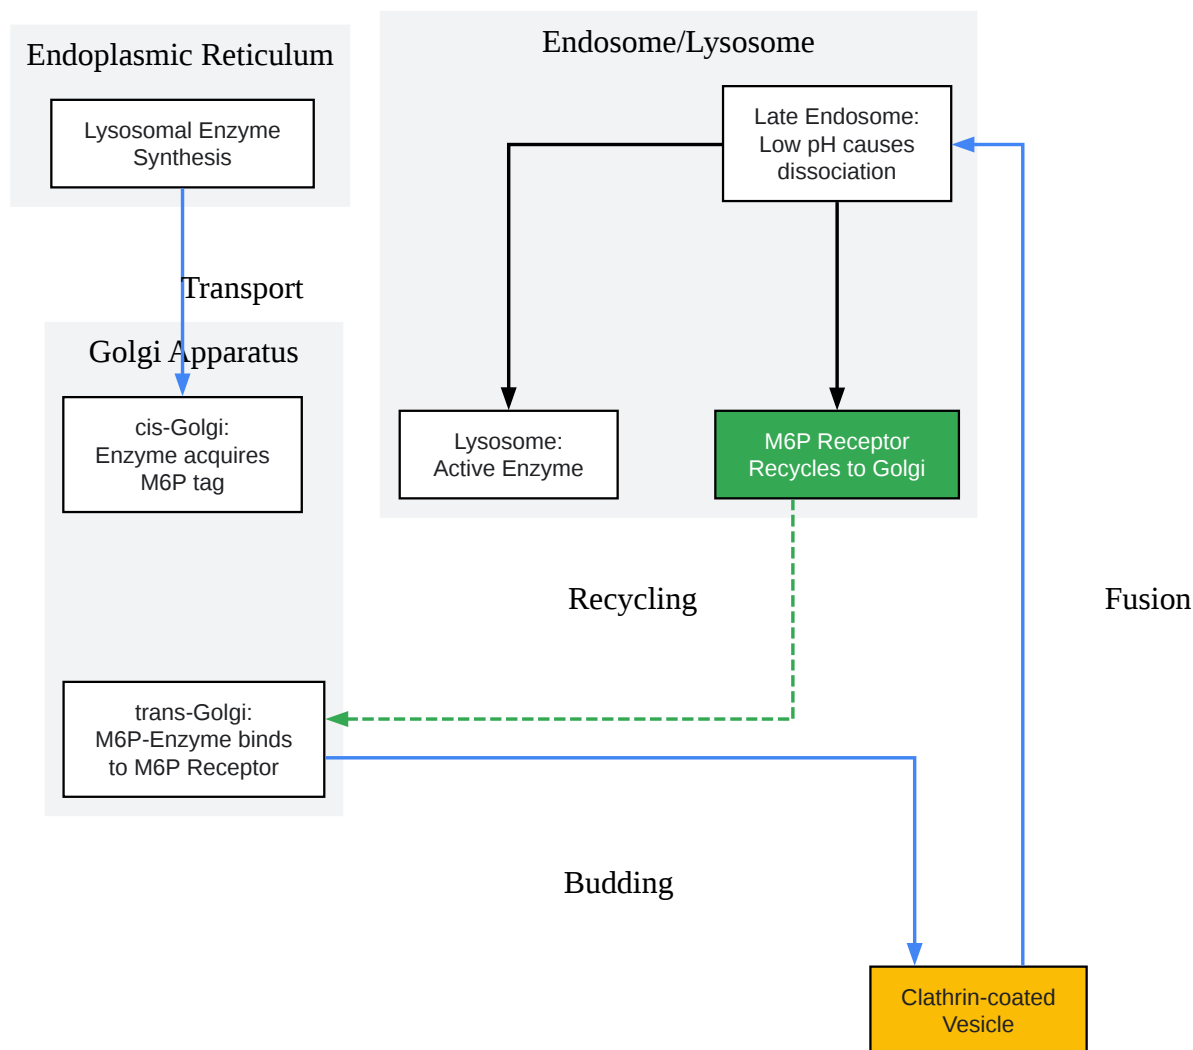 Endoplasmic Reticulum
Lysosomal Enzyme
Synthesis
Transport
Golgi Apparatus
cis-Golgi:
Enzyme acquires
M6P tag
trans-Golgi:
M6P-Enzyme binds
to M6P Receptor
Endosome/Lysosome
Late Endosome:
Low pH causes
dissociation
Lysosome:
Active Enzyme
M6P Receptor
Recycles to Golgi
Recycling
Fusion
Budding
Clathrin-coated
Vesicle